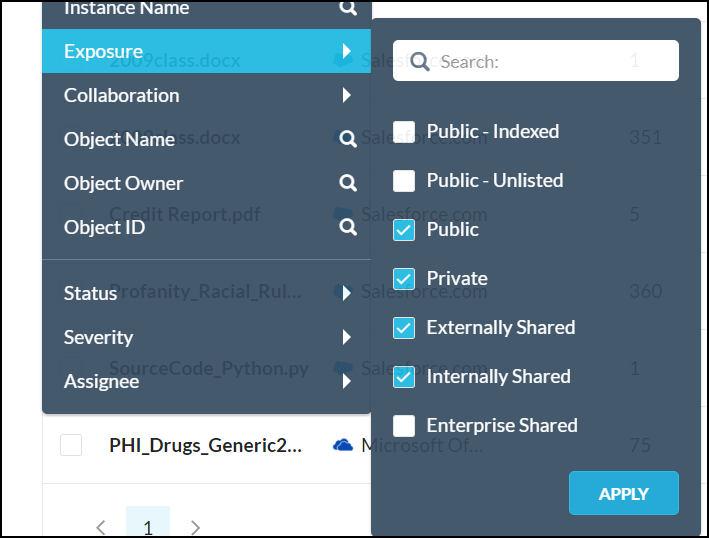 Instance Name
Exposure
Collaboration
Object Name
Object Owner
Object ID
Status
Severity
Assignee
Search:
Public - Indexed
Public - Unlisted
Public
Private
Externally Shared
Internally Shared
Enterprise Shared
APPLY
2009class.docx Salesforce.com 1
2009class.docx Salesforce.com 351
Credit Report.pdf Salesforce.com 5
Profanity_Racial_Rul... Salesforce.com 360
SourceCode_Python.py Salesforce.com 1
PHI_Drugs_Generic2... Microsoft Of... 75
1